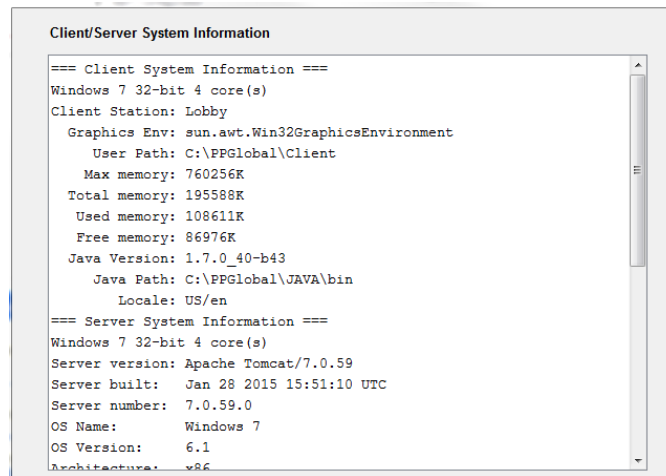 Client/Server System Information
=== Client System Information ===
Windows 7 32-bit 4 core(s)
Client Station: Lobby
Graphics Env: sun.awt.Win32GraphicsEnvironment
User Path: C:\PPGlobal\Client
Max memory: 760256K
Total memory: 195588K
Used memory: 108611K
Free memory: 86976K
Java Version: 1.7.0_40-b43
Java Path: C:\PPGlobal\JAVA\bin
Locale: US/en
=== Server System Information ===
Windows 7 32-bit 4 core(s)
Server version: Apache Tomcat/7.0.59
Server built: Jan 28 2015 15:51:10 UTC
Server number: 7.0.59.0
OS Name: Windows 7
OS Version: 6.1
Architecture: x86